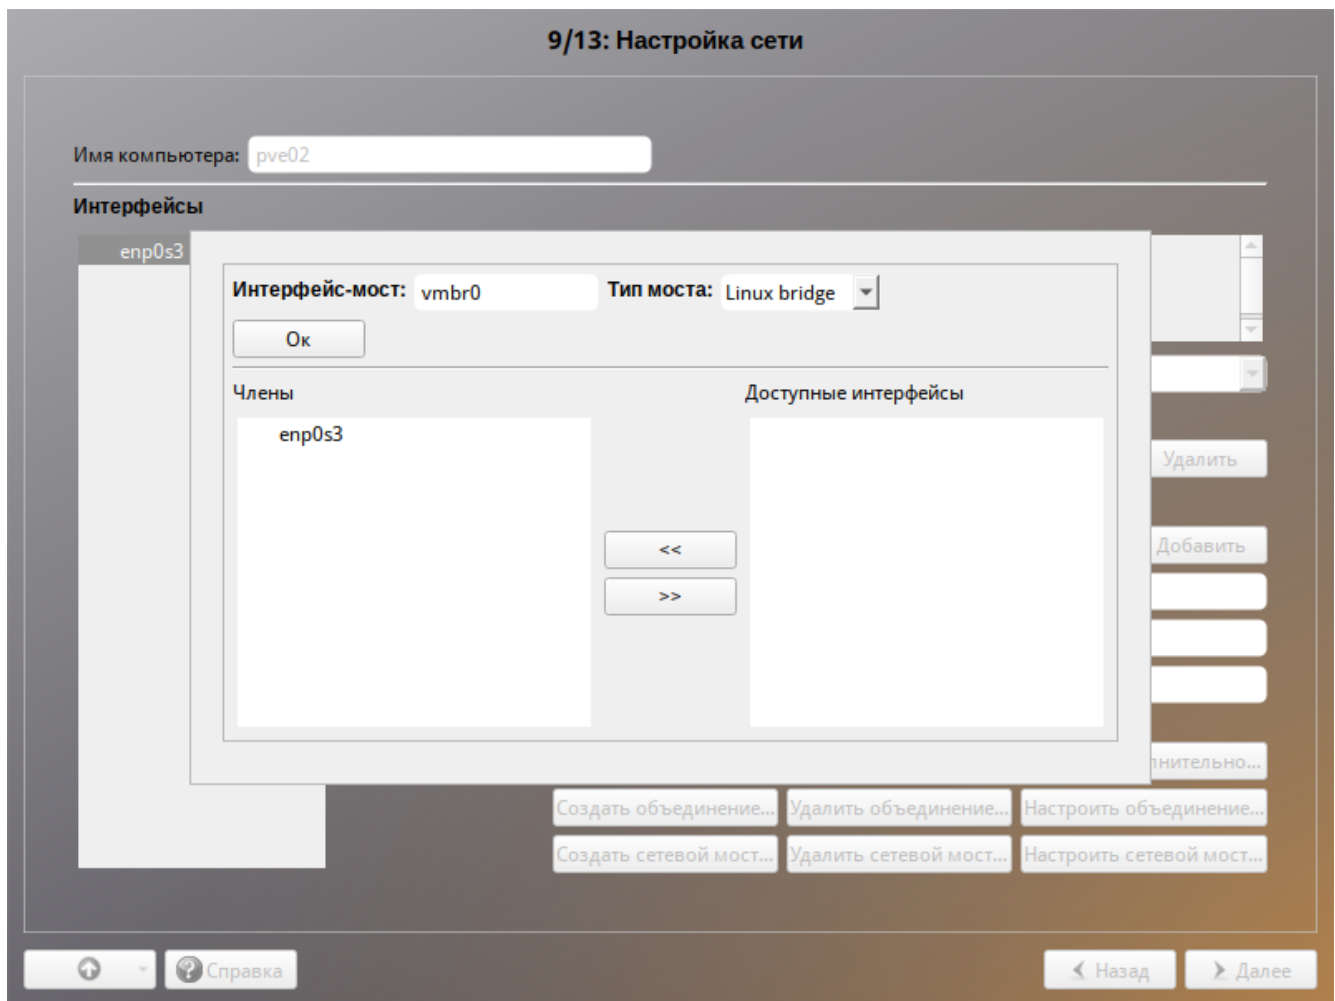 9/13: Настройка сети
Имя компьютера: pve02
Интерфейсы
enp0s3
Интерфейс-мост: vmbr0 Тип моста: Linux bridge
Ок
Члены Доступные интерфейсы
enp0s3
<<
>>
Удалить
Добавить
лнительно...
Создать объединение... Удалить объединение... Настроить объединение...
Создать сетевой мост... Удалить сетевой мост... Настроить сетевой мост...
Справка Назад Далее